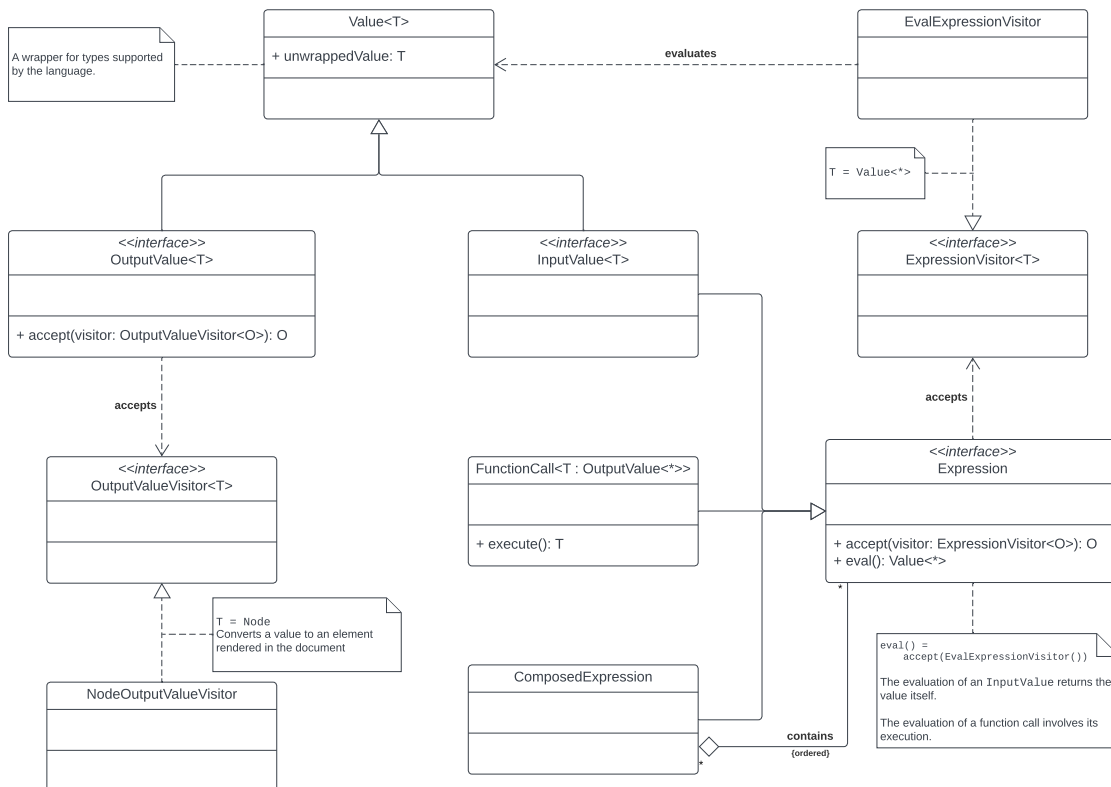 Value<T>
+ unwrappedValue: T
A wrapper for types supported
by the language.
evaluates
EvalExpressionVisitor
T = Value<*>
<<interface>>
OutputValue<T>
+ accept(visitor: OutputValueVisitor<O>): O
<<interface>>
InputValue<T>
<<interface>>
ExpressionVisitor<T>
accepts
accepts
<<interface>>
OutputValueVisitor<T>
FunctionCall<T : OutputValue<*>>
+ execute(): T
<<interface>>
Expression
+ accept(visitor: ExpressionVisitor<O>): O
+ eval(): Value<*>
*
T = Node
Converts a value to an element
rendered in the document
NodeOutputValueVisitor
ComposedExpression
contains
{ordered}
*
eval() =
accept(EvalExpressionVisitor())
The evaluation of an InputValue returns the
value itself.
The evaluation of a function call involves its
execution.